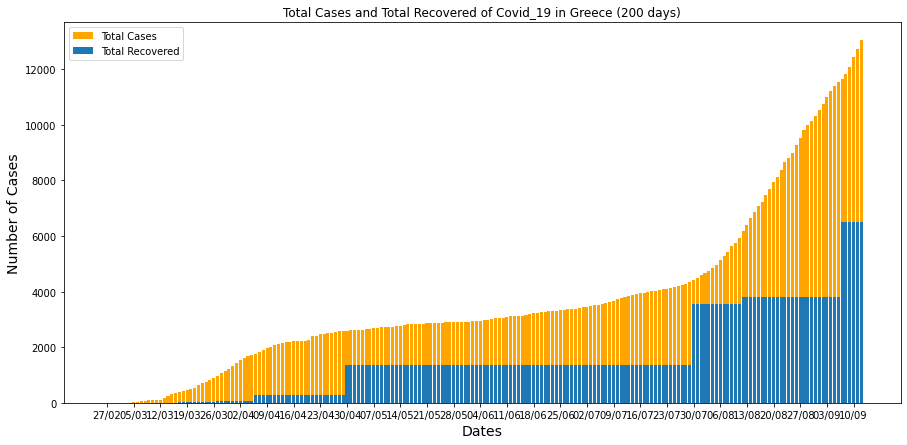 Total Cases and Total Recovered of Covid_19 in Greece (200 days)
Total Cases
Total Recovered
12000
10000
8000
6000
4000
2000
0
Number of Cases
27/02 05/03 12/03 19/03 26/03 02/04 09/04 16/04 23/04 30/04 07/05 14/05 21/05 28/05 04/06 11/06 18/06 25/06 02/07 09/07 16/07 23/07 30/07 06/08 13/08 20/08 27/08 03/09 10/09
Dates